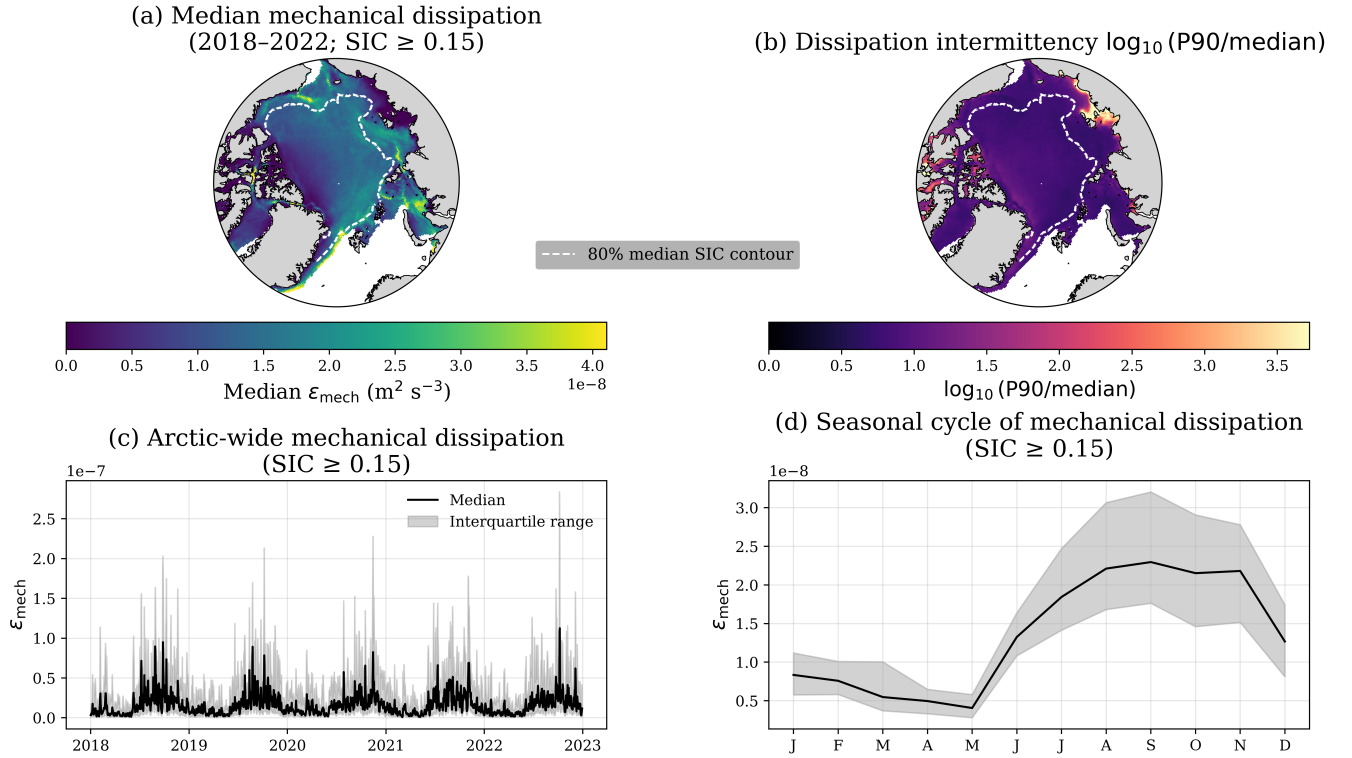 (a) Median mechanical dissipation
(2018–2022; SIC ≥ 0.15)
(b) Dissipation intermittency log₁₀ (P90/median)
80% median SIC contour
0.0 0.5 1.0 1.5 2.0 2.5 3.0 3.5 4.0
1e−8
Median ε_mech (m² s⁻³)
0.0 0.5 1.0 1.5 2.0 2.5 3.0 3.5
log₁₀ (P90/median)
(c) Arctic-wide mechanical dissipation
(SIC ≥ 0.15)
1e−7
Median
Interquartile range
2.5
2.0
1.5
1.0
0.5
0.0
ε_mech
2018 2019 2020 2021 2022 2023
(d) Seasonal cycle of mechanical dissipation
(SIC ≥ 0.15)
1e−8
3.0
2.5
2.0
1.5
1.0
0.5
ε_mech
J F M A M J J A S O N D